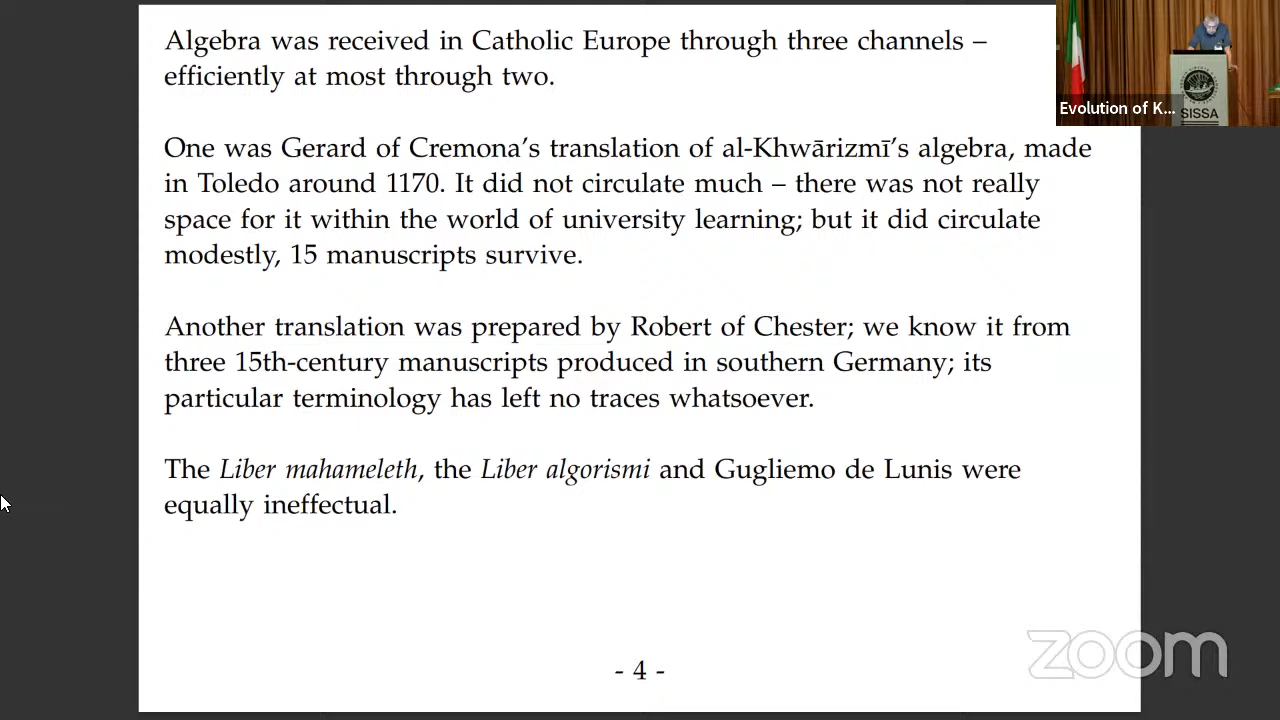 Algebra was received in Catholic Europe through three channels –
efficiently at most through two.
One was Gerard of Cremona's translation of al-Khwārizmī's algebra, made
in Toledo around 1170. It did not circulate much – there was not really
space for it within the world of university learning; but it did circulate
modestly, 15 manuscripts survive.
Another translation was prepared by Robert of Chester; we know it from
three 15th-century manuscripts produced in southern Germany; its
particular terminology has left no traces whatsoever.
The Liber mahameleth, the Liber algorismi and Gugliemo de Lunis were
equally ineffectual.
- 4 -
Evolution of K...
SISSA
zoom